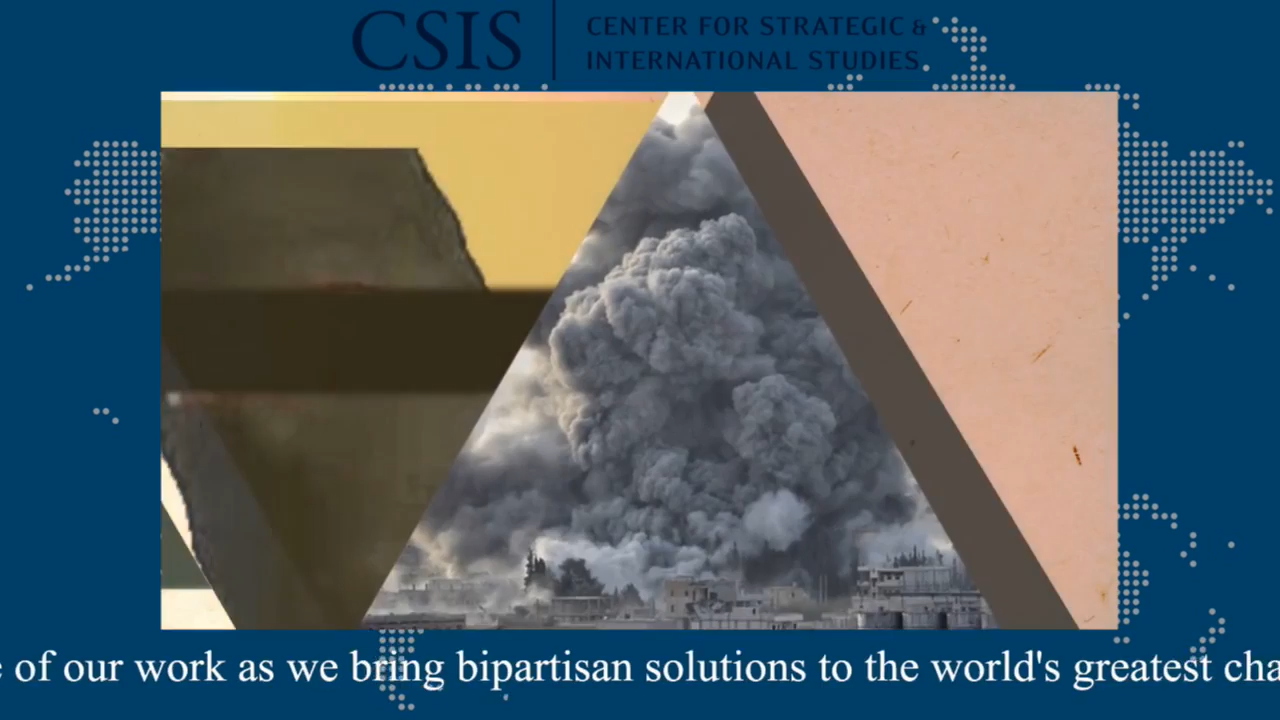 CSIS
CENTER FOR STRATEGIC &
INTERNATIONAL STUDIES
of our work as we bring bipartisan solutions to the world's greatest